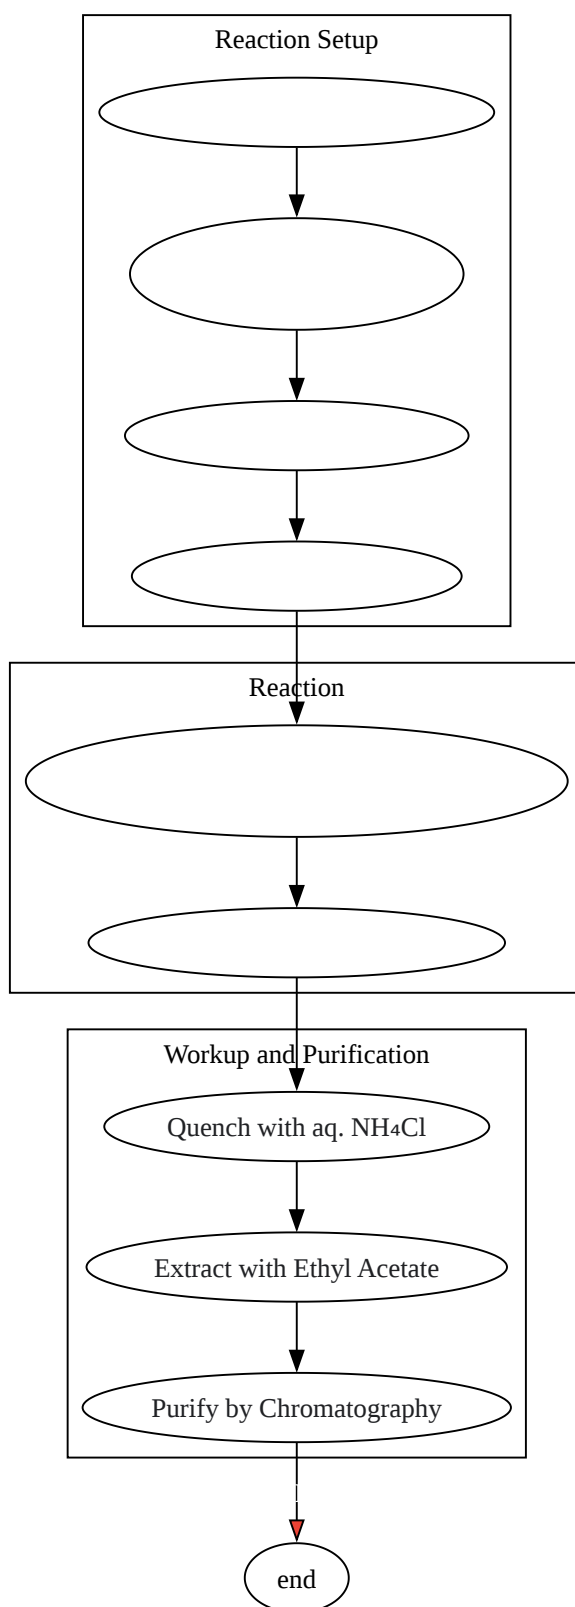 Reaction Setup
Reaction
Workup and Purification
Quench with aq. NH₄Cl
Extract with Ethyl Acetate
Purify by Chromatography
end